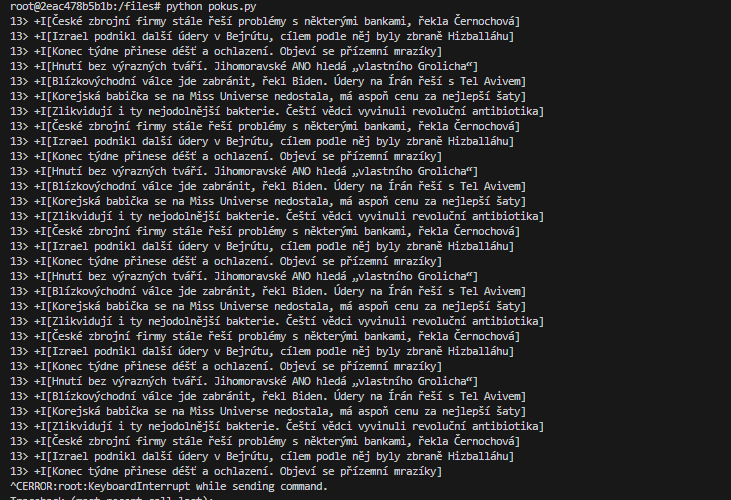 root@2eac478b5b1b:/files# python pokus.py
13> +I[České zbrojní firmy stále řeší problémy s některými bankami, řekla Černochová]
13> +I[Izrael podnikl další údery v Bejrútu, cílem podle něj byly zbraně Hizballáhu]
13> +I[Konec týdne přinese déšť a ochlazení. Objeví se přízemní mrazíky]
13> +I[Hnutí bez výrazných tváří. Jihomoravské ANO hledá „vlastního Grolicha“]
13> +I[Blízkovýchodní válce jde zabránit, řekl Biden. Údery na Írán řeší s Tel Avivem]
13> +I[Korejská babička se na Miss Universe nedostala, má aspoň cenu za nejlepší šaty]
13> +I[Zlikvidují i ty nejodolnější bakterie. Čeští vědci vyvinuli revoluční antibiotika]
13> +I[České zbrojní firmy stále řeší problémy s některými bankami, řekla Černochová]
13> +I[Izrael podnikl další údery v Bejrútu, cílem podle něj byly zbraně Hizballáhu]
13> +I[Konec týdne přinese déšť a ochlazení. Objeví se přízemní mrazíky]
13> +I[Hnutí bez výrazných tváří. Jihomoravské ANO hledá „vlastního Grolicha“]
13> +I[Blízkovýchodní válce jde zabránit, řekl Biden. Údery na Írán řeší s Tel Avivem]
13> +I[Korejská babička se na Miss Universe nedostala, má aspoň cenu za nejlepší šaty]
13> +I[Zlikvidují i ty nejodolnější bakterie. Čeští vědci vyvinuli revoluční antibiotika]
13> +I[České zbrojní firmy stále řeší problémy s některými bankami, řekla Černochová]
13> +I[Izrael podnikl další údery v Bejrútu, cílem podle něj byly zbraně Hizballáhu]
13> +I[Konec týdne přinese déšť a ochlazení. Objeví se přízemní mrazíky]
13> +I[Hnutí bez výrazných tváří. Jihomoravské ANO hledá „vlastního Grolicha“]
13> +I[Blízkovýchodní válce jde zabránit, řekl Biden. Údery na Írán řeší s Tel Avivem]
13> +I[Korejská babička se na Miss Universe nedostala, má aspoň cenu za nejlepší šaty]
13> +I[Zlikvidují i ty nejodolnější bakterie. Čeští vědci vyvinuli revoluční antibiotika]
13> +I[České zbrojní firmy stále řeší problémy s některými bankami, řekla Černochová]
13> +I[Izrael podnikl další údery v Bejrútu, cílem podle něj byly zbraně Hizballáhu]
13> +I[Konec týdne přinese déšť a ochlazení. Objeví se přízemní mrazíky]
13> +I[Hnutí bez výrazných tváří. Jihomoravské ANO hledá „vlastního Grolicha“]
13> +I[Blízkovýchodní válce jde zabránit, řekl Biden. Údery na Írán řeší s Tel Avivem]
13> +I[Korejská babička se na Miss Universe nedostala, má aspoň cenu za nejlepší šaty]
13> +I[Zlikvidují i ty nejodolnější bakterie. Čeští vědci vyvinuli revoluční antibiotika]
13> +I[České zbrojní firmy stále řeší problémy s některými bankami, řekla Černochová]
13> +I[Izrael podnikl další údery v Bejrútu, cílem podle něj byly zbraně Hizballáhu]
13> +I[Konec týdne přinese déšť a ochlazení. Objeví se přízemní mrazíky]
^CERROR:root:KeyboardInterrupt while sending command.